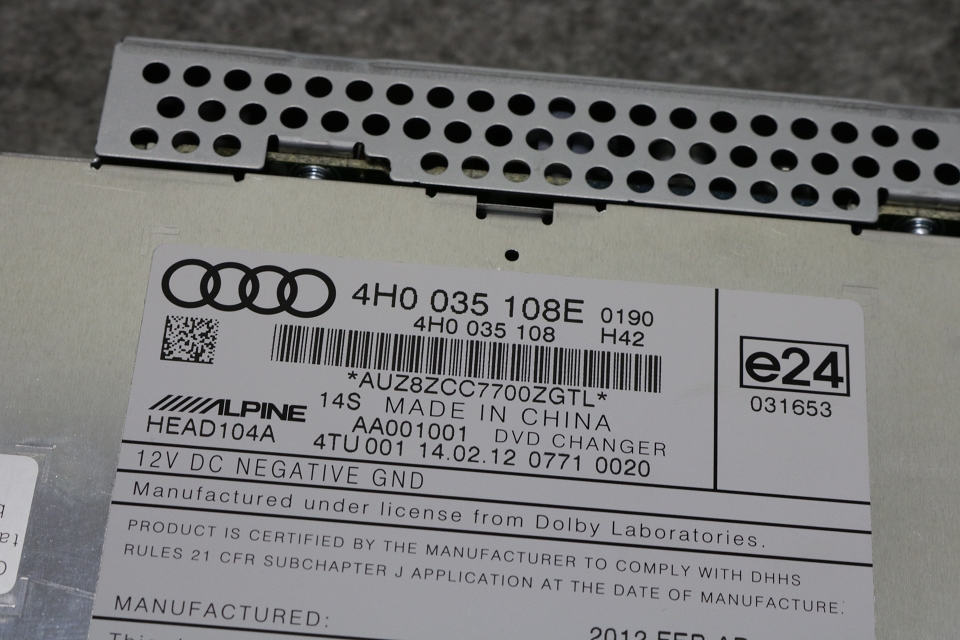 4H0 035 108E 0190
4H0 035 108 H42
*AUZ8ZCC7700ZGTL*
e24
031653
ALPINE 14S MADE IN CHINA
HEAD104A AA001001 DVD CHANGER
4TU 001 14.02.12 0771 0020
12V DC NEGATIVE GND
Manufactured under license from Dolby Laboratories.
PRODUCT IS CERTIFIED BY THE MANUFACTURER TO COMPLY WITH DHHS
RULES 21 CFR SUBCHAPTER J APPLICATION AT THE DATE OF MANUFACTURE.
MANUFACTURED:
2012 FEB
This